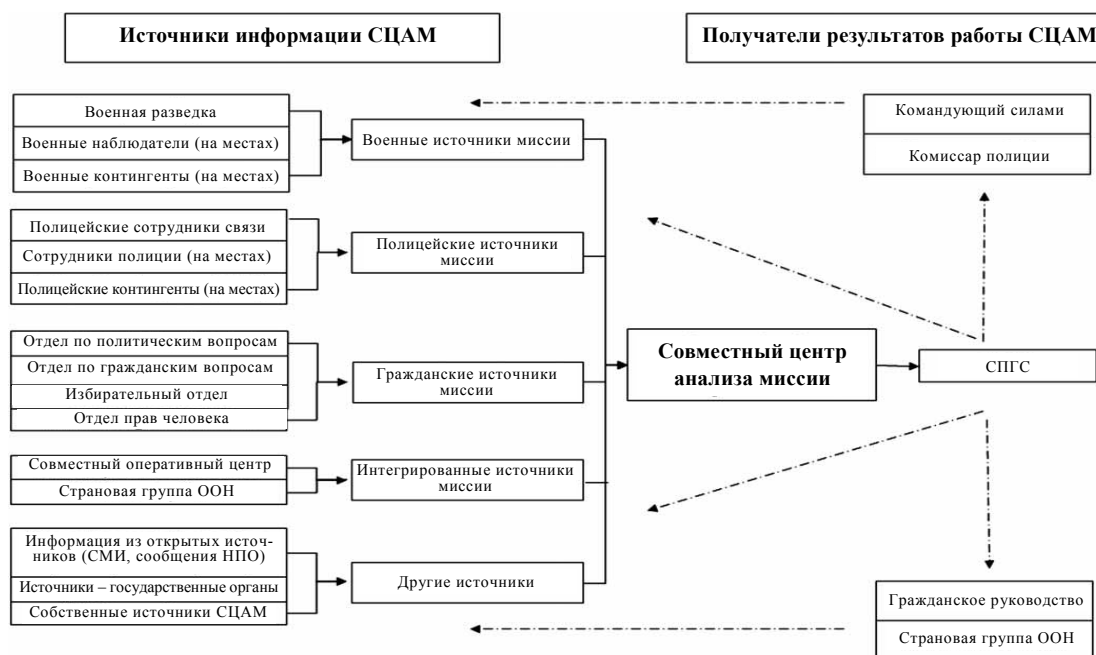 Источники информации СЦАМ
Получатели результатов работы СЦАМ
Военная разведка
Военные наблюдатели (на местах)
Военные контингенты (на местах)
Военные источники миссии
Командующий силами
Комиссар полиции
Полицейские сотрудники связи
Сотрудники полиции (на местах)
Полицейские контингенты (на местах)
Полицейские источники
миссии
Отдел по политическим вопросам
Отдел по гражданским вопросам
Избирательный отдел
Отдел прав человека
Гражданские источники
миссии
Совместный центр
анализа миссии
СПГС
Совместный оперативный центр
Страновая группа ООН
Интегрированные источники
миссии
Информация из открытых источ-
ников (СМИ, сообщения НПО)
Источники – государственные органы
Собственные источники СЦАМ
Другие источники
Гражданское руководство
Страновая группа ООН